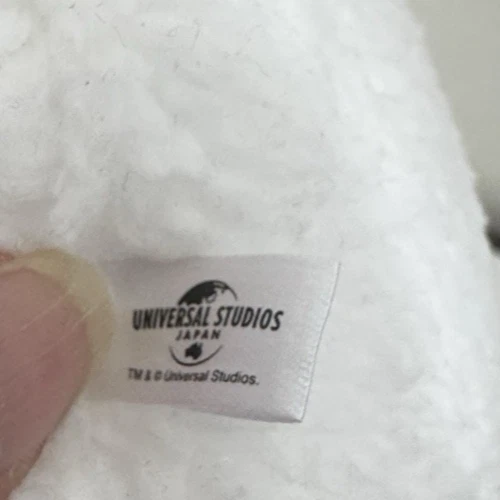 UNIVERSAL STUDIOS
JAPAN
TM & © Universal Studios.